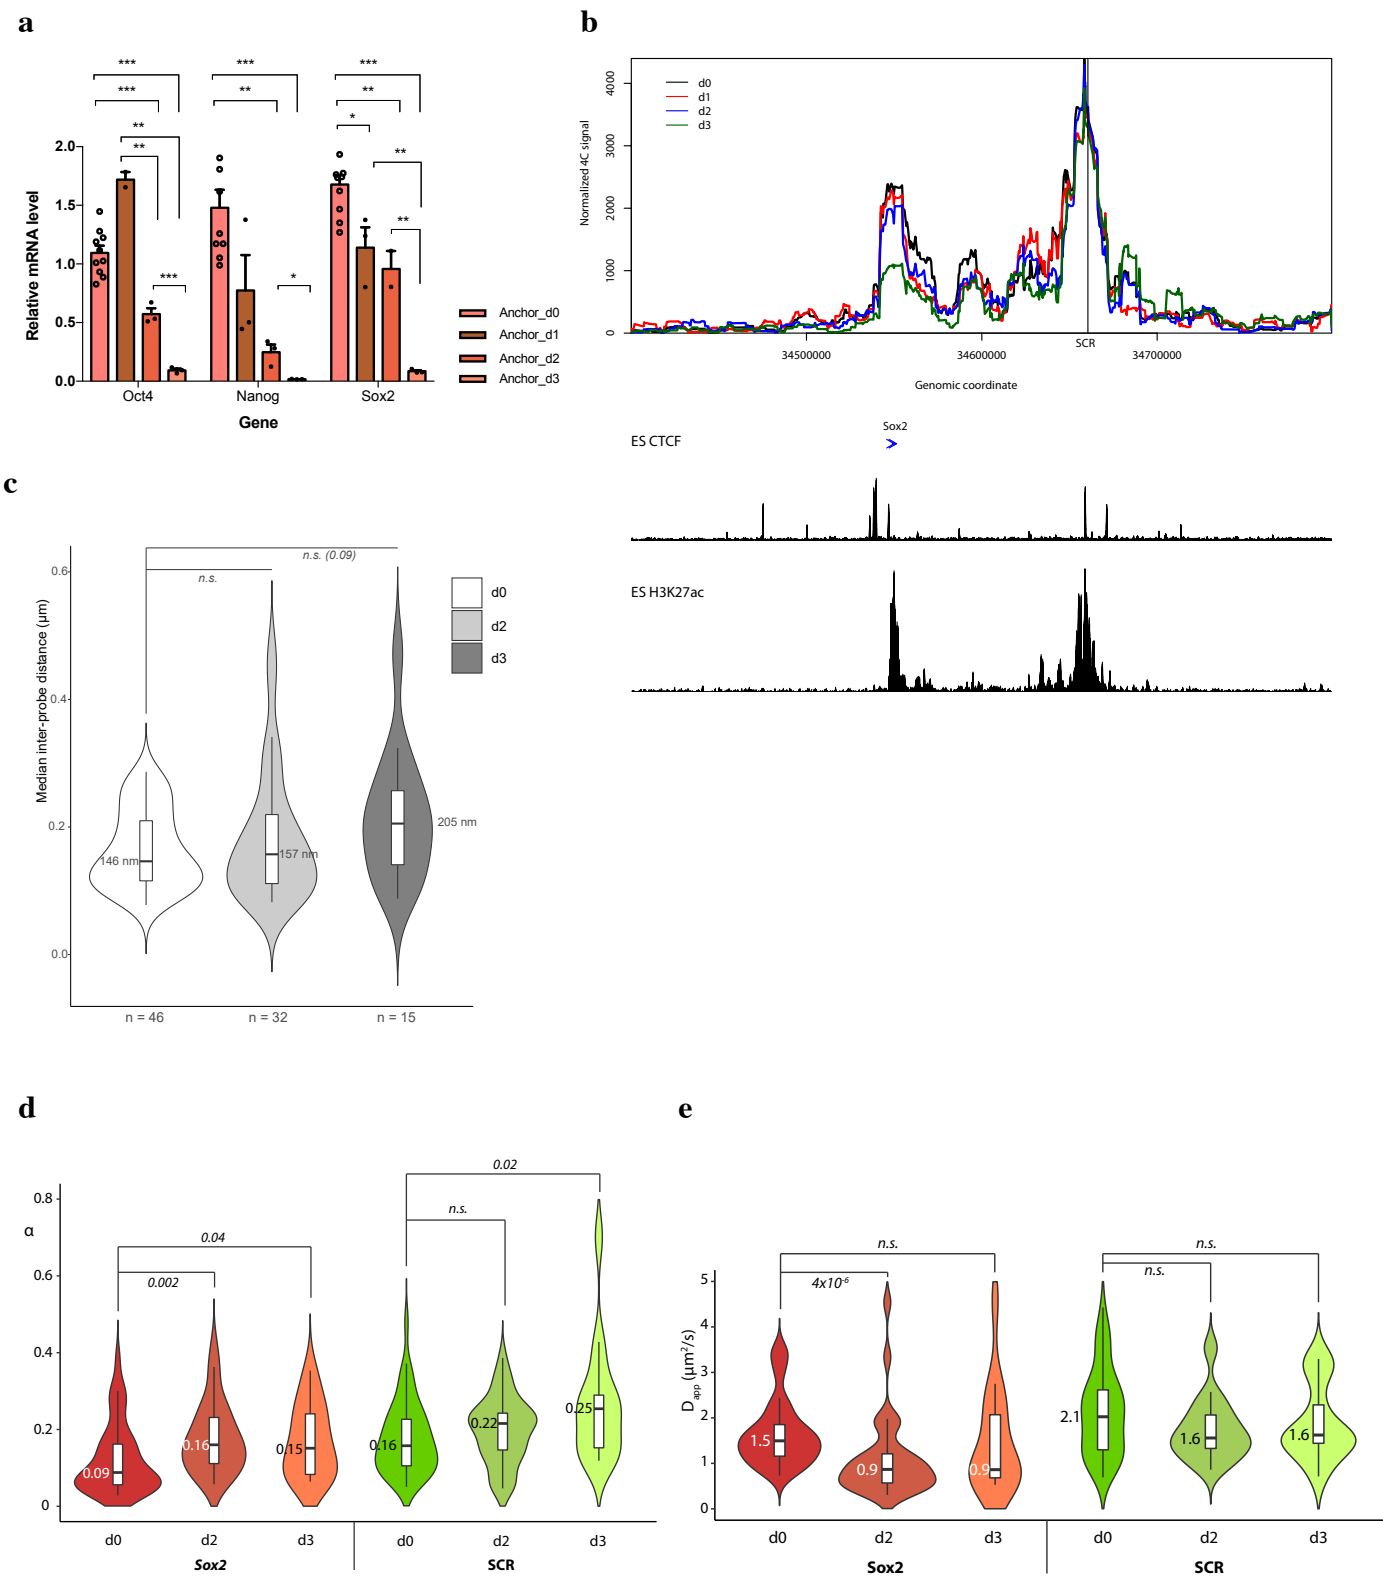 a
***
***
***
***
**
**
***
**
**
*
**
**
***
*
**
2.0
1.5
1.0
0.5
0.0
Relative mRNA level
Oct4
Nanog
Sox2
Gene
Anchor_d0
Anchor_d1
Anchor_d2
Anchor_d3
b
d0
d1
d2
d3
Normalized 4C signal
4000
3000
2000
1000
0
SCR
34500000
34600000
34700000
Genomic coordinate
Sox2
ES CTCF
ES H3K27ac
c
n.s. (0.09)
n.s.
d0
d2
d3
Median inter-probe distance (μm)
0.6
0.4
0.2
0.0
146 nm
157 nm
205 nm
n = 46
n = 32
n = 15
d
α
0.8
0.6
0.4
0.2
0
0.002
0.04
n.s.
0.02
0.09
0.16
0.15
0.16
0.22
0.25
d0
d2
d3
d0
d2
d3
Sox2
SCR
e
Dapp (μm²/s)
5
4
3
2
1
0
n.s.
4x10⁻⁶
n.s.
n.s.
1.5
0.9
0.9
2.1
1.6
1.6
d0
d2
d3
d0
d2
d3
Sox2
SCR